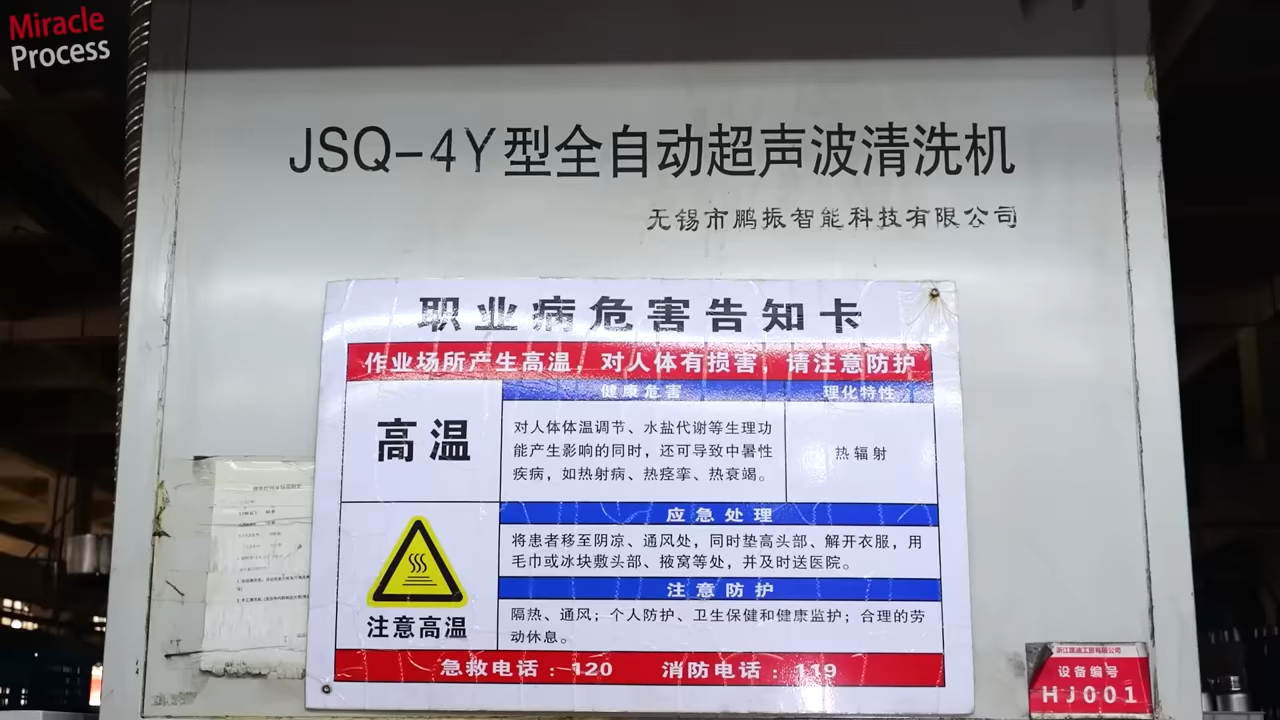 Miracle
Process
JSQ-4Y型全自动超声波清洗机
无锡市鹏振智能科技有限公司
职业病危害告知卡
作业场所产生高温，对人体有损害，请注意防护
健康危害
理化特性
高温
对人体体温调节、水盐代谢等生理功
能产生影响的同时，还可导致中暑性
疾病，如热射病、热痉挛、热衰竭。
热辐射
应急处理
将患者移至阴凉、通风处，同时垫高头部、解开衣服，用
毛巾或冰块敷头部、掖窝等处，并及时送医院。
注意防护
注意高温
隔热、通风；个人防护、卫生保健和健康监护；合理的劳
动休息。
急救电话：120 消防电话：119
设备编号
HJ001